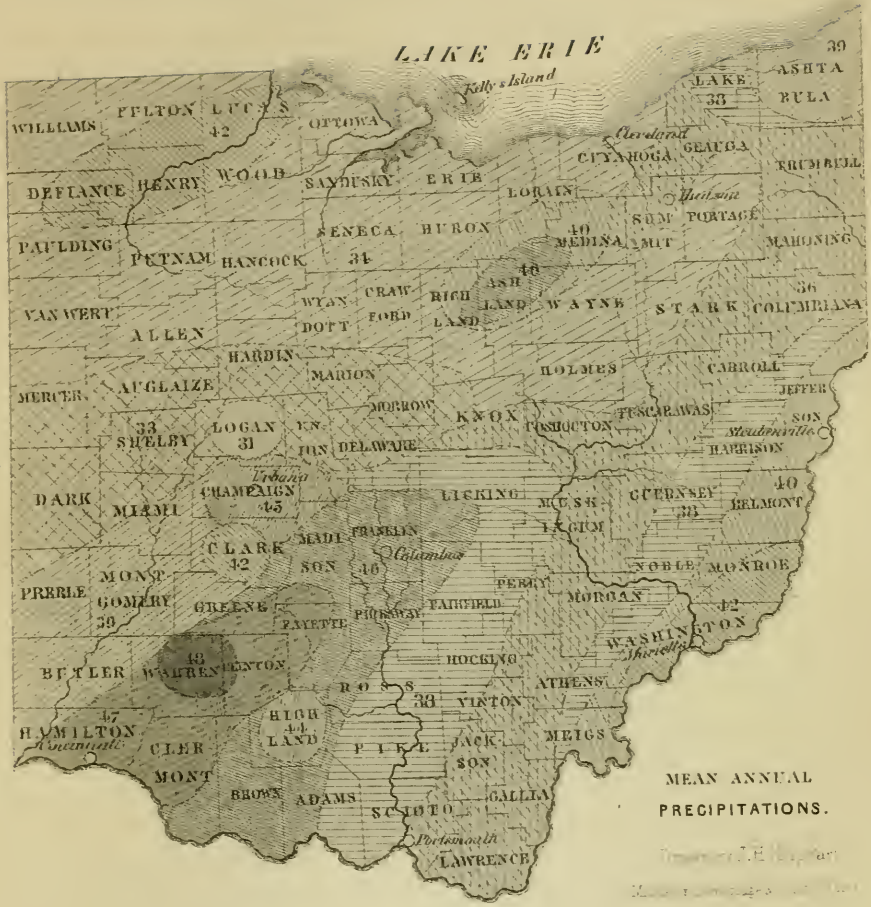 LAKE ERIE
Kelly's Island
39
ASHTA
BULA
LAKE
38
WILLIAMS
FULTON
LUCAS
42
OTTOWA
Cleveland
CUYAHOGA
GEAUGA
TRUMBULL
DEFIANCE
HENRY
WOOD
SANDUSKY
ERIE
LORAIN
Hudson
SUM
MIT
PORTAGE
PAULDING
PUTNAM
HANCOCK
SENECA
34
HURON
40
MEDINA
MAHONING
VAN WERT
ALLEN
WYAN
DOTT
CRAW
FORD
RICH
LAND
46
ASH
LAND
WAYNE
STARK
36
COLUMBIANA
MERCER
AUGLAIZE
HARDIN
MARION
MORROW
KNOX
HOLMES
CARROLL
JEFFER
SON
33
SHELBY
LOGAN
31
UN
ION
DELAWARE
COSHOCTON
TUSCARAWAS
Steubenville
HARRISON
DARK
MIAMI
Urbana
CHAMPAIGN
43
LICKING
MUSK
INGUM
GUERNSEY
38
40
BELMONT
CLARK
42
MADI
SON
FRANKLIN
Columbus
46
PREBLE
MONT
GOMERY
39
GREENE
FAYETTE
PICKAWAY
FAIRFIELD
PERRY
MORGAN
NOBLE
MONROE
42
WASHINGTON
Marietta
BUTLER
48
WARREN
CLINTON
ROSS
HOCKING
38
VINTON
ATHENS
47
HAMILTON
Cincinnati
CLER
MONT
HIGH
44
LAND
PIKE
JACK
SON
MEIGS
BROWN
ADAMS
SCIOTO
GALLIA
Portsmouth
LAWRENCE
MEAN ANNUAL
PRECIPITATIONS.